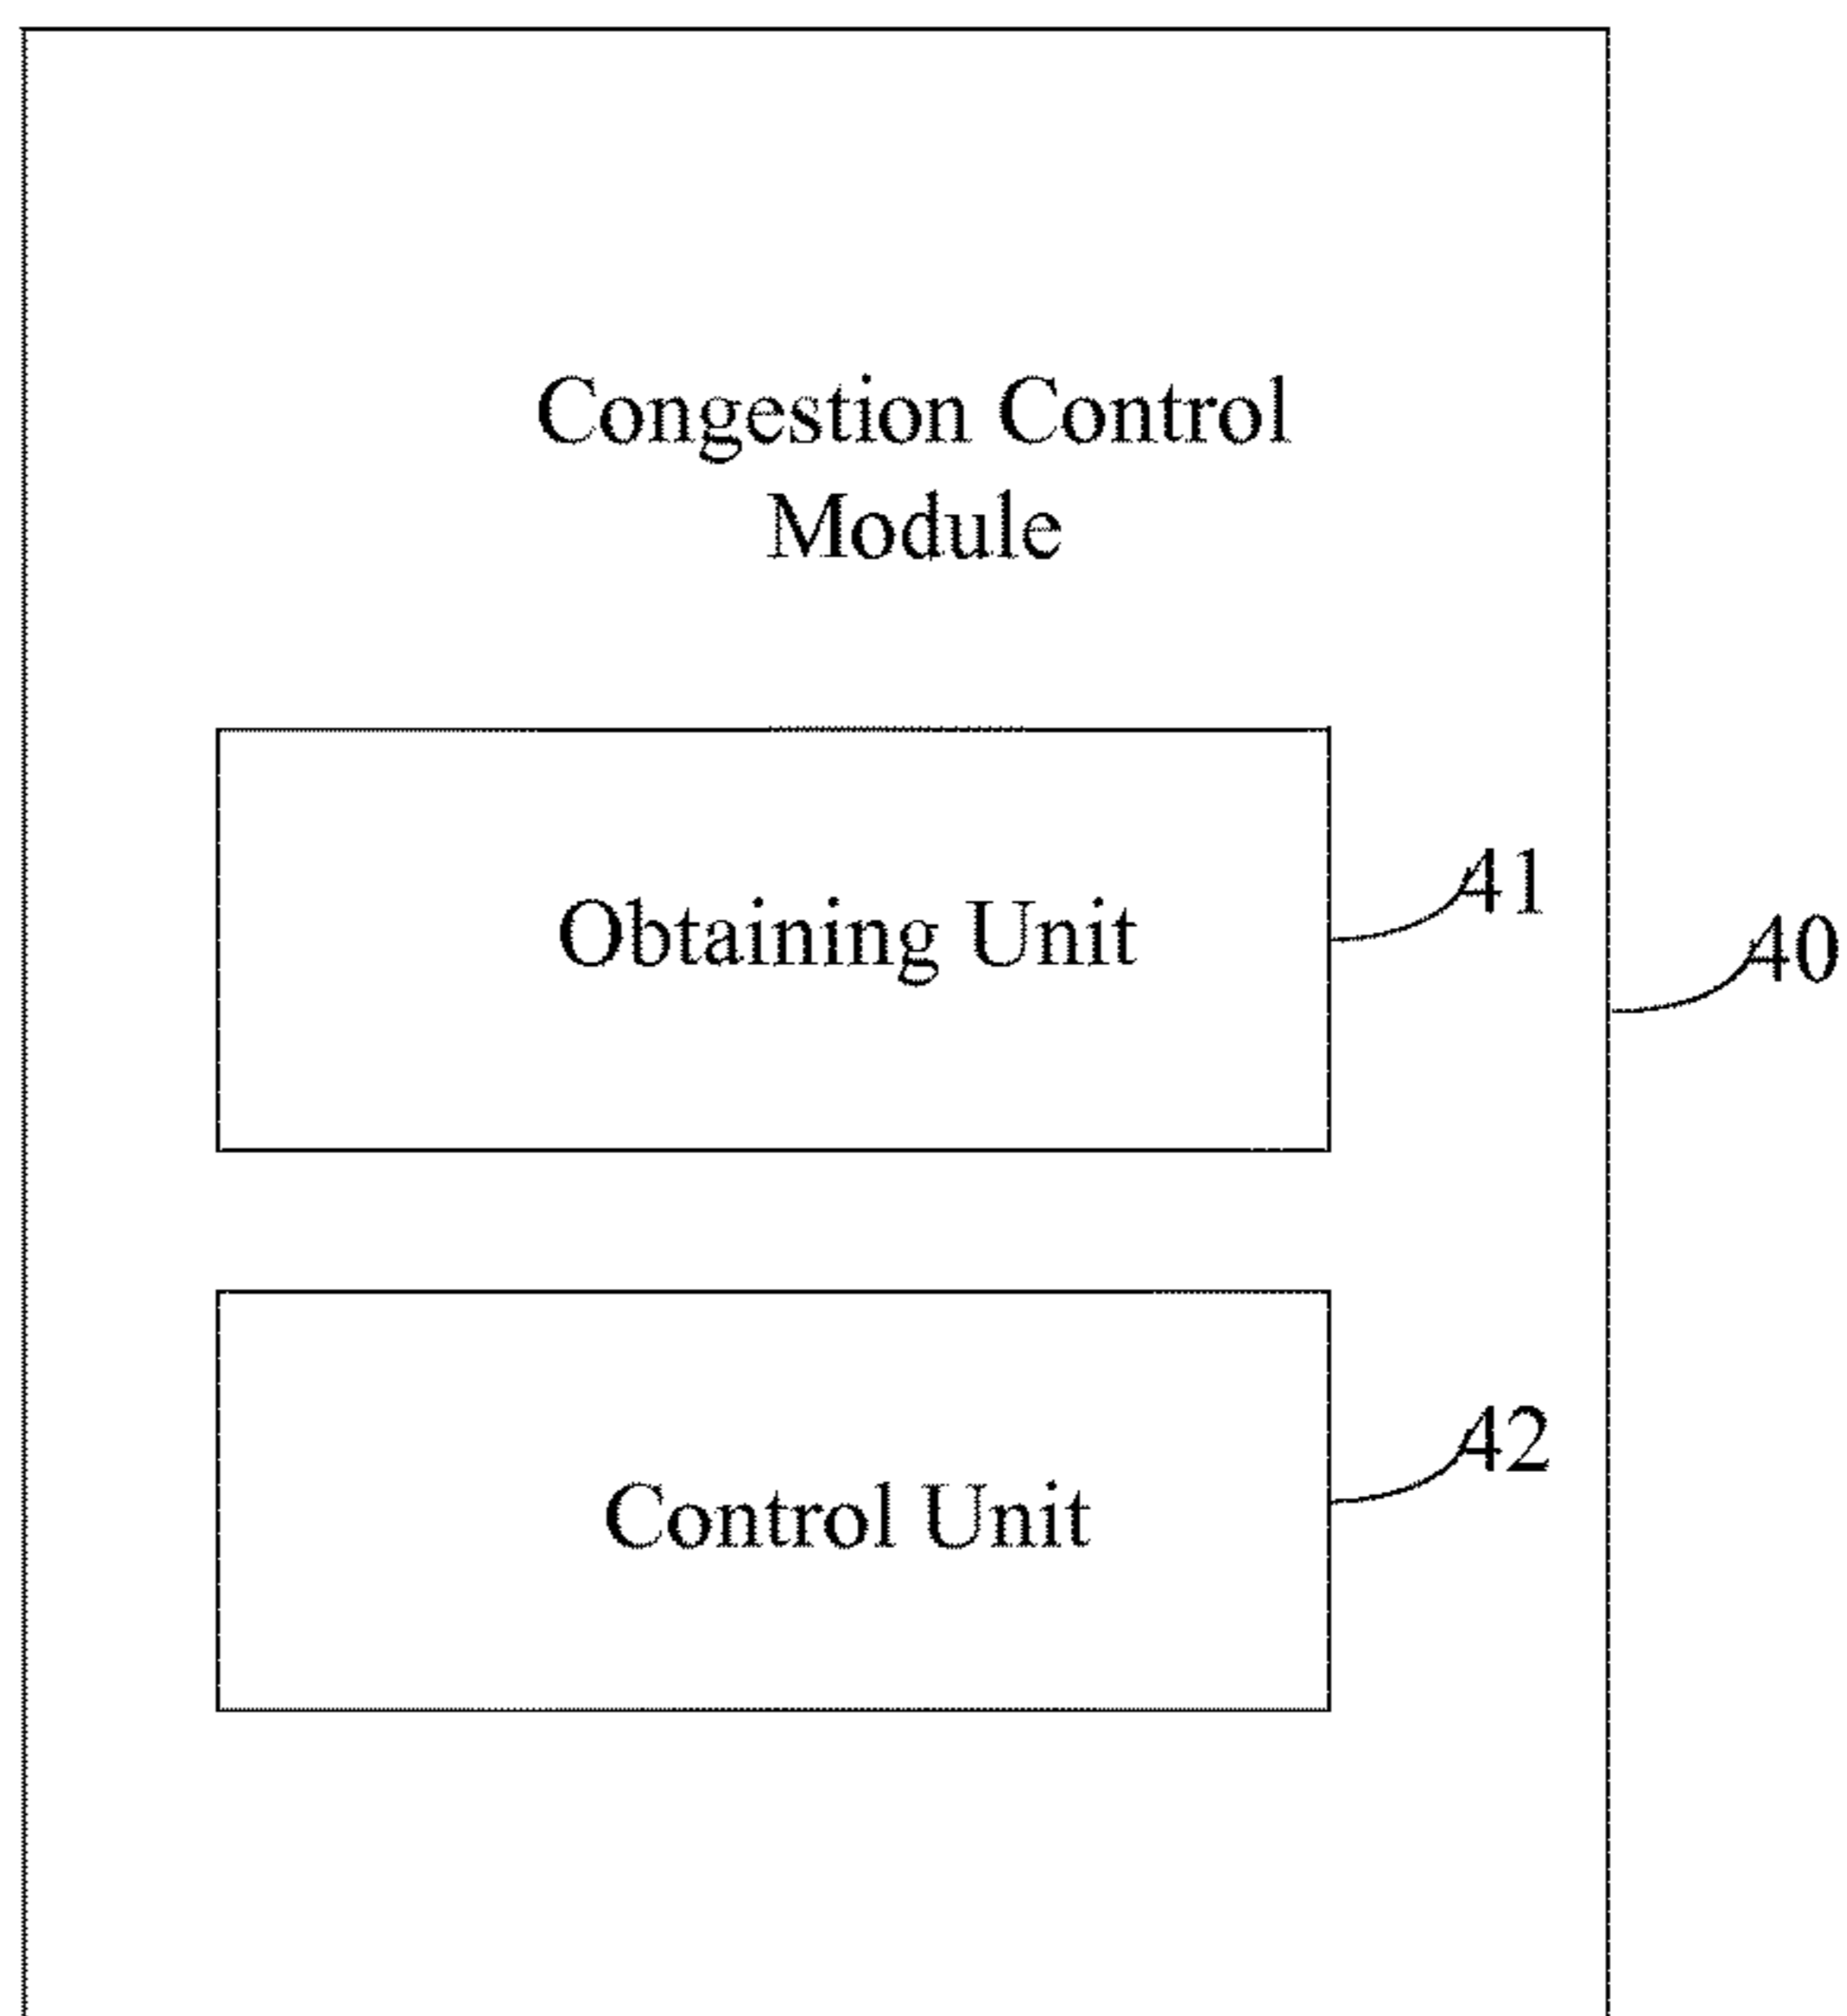 Congestion Control
Module
Obtaining Unit
41
40
Control Unit
42